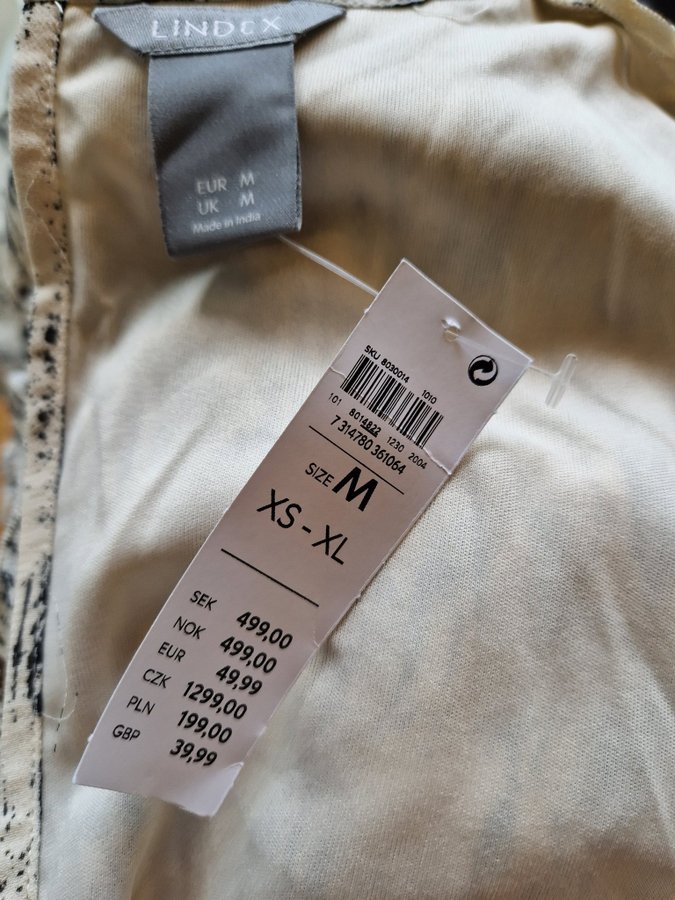 LINDEX
EUR M
UK M
Made in India
SKU 8030014 1010
101 8014922 1230 2004
7 314780 361064
SIZE M
XS - XL
SEK 499,00
NOK 499,00
EUR 49,99
CZK 1299,00
PLN 199,00
GBP 39,99